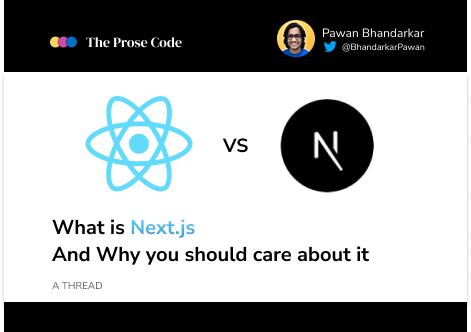 The Prose Code
Pawan Bhandarkar
@BhandarkarPawan
VS
N
What is Next.js
And Why you should care about it
A THREAD